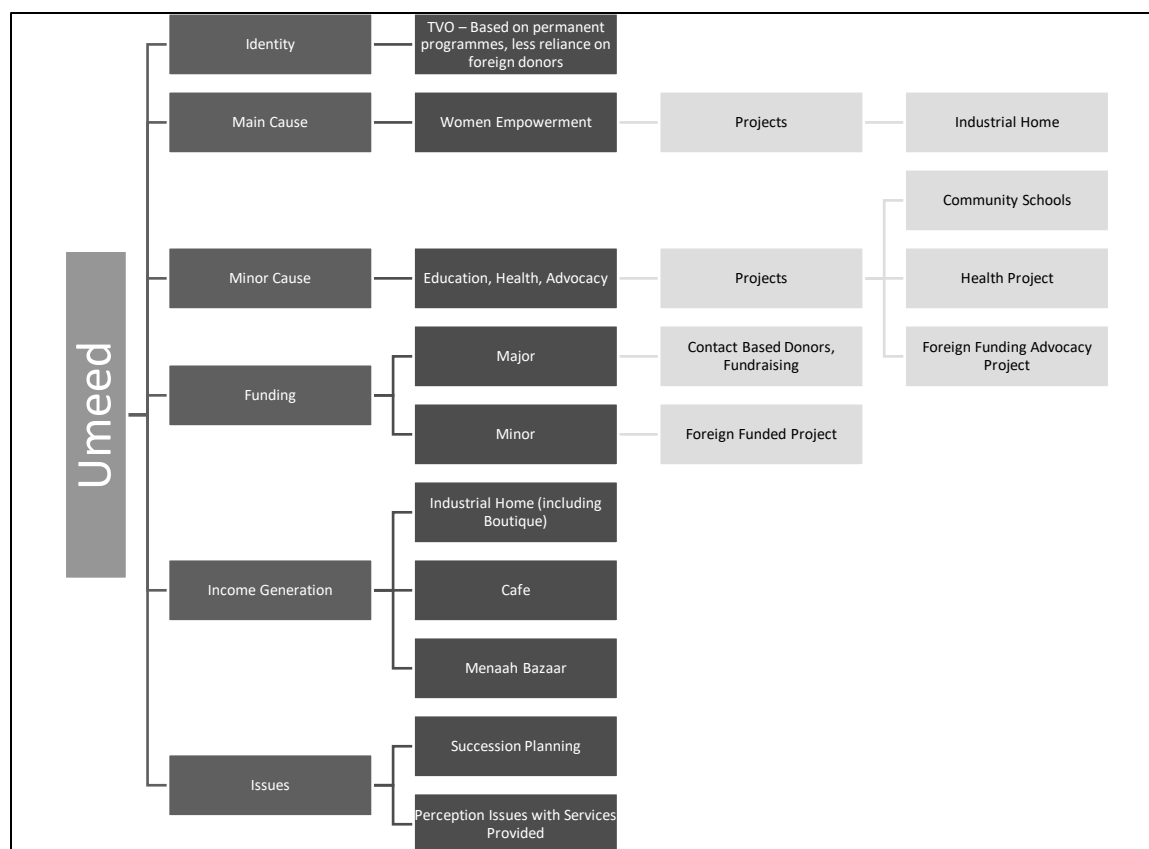 Umeed
Identity
TVO – Based on permanent
programmes, less reliance on
foreign donors
Main Cause
Women Empowerment
Projects
Industrial Home
Minor Cause
Education, Health, Advocacy
Projects
Community Schools
Health Project
Foreign Funding Advocacy
Project
Funding
Major
Contact Based Donors,
Fundraising
Minor
Foreign Funded Project
Income Generation
Industrial Home (including
Boutique)
Cafe
Menaah Bazaar
Issues
Succession Planning
Perception Issues with Services
Provided